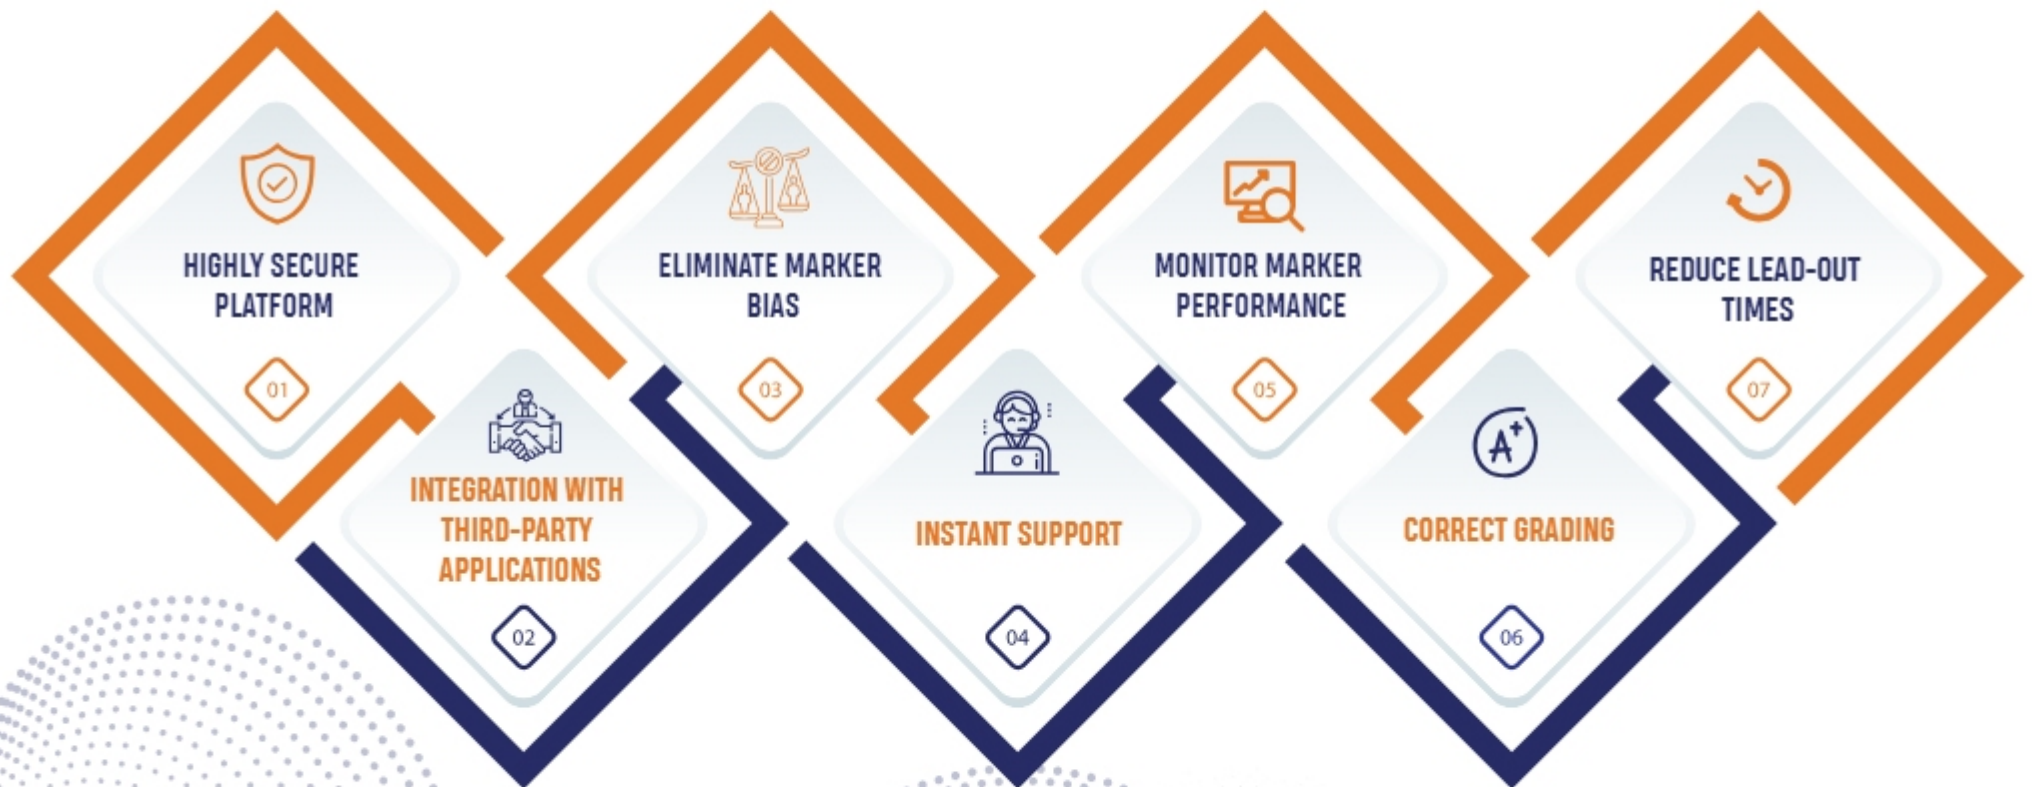 HIGHLY SECURE
PLATFORM
01
INTEGRATION WITH
THIRD-PARTY
APPLICATIONS
02
ELIMINATE MARKER
BIAS
03
INSTANT SUPPORT
04
MONITOR MARKER
PERFORMANCE
05
A+
CORRECT GRADING
06
REDUCE LEAD-OUT
TIMES
07